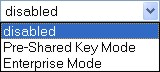 disabled
disabled
Pre-Shared Key Mode
Enterprise Mode